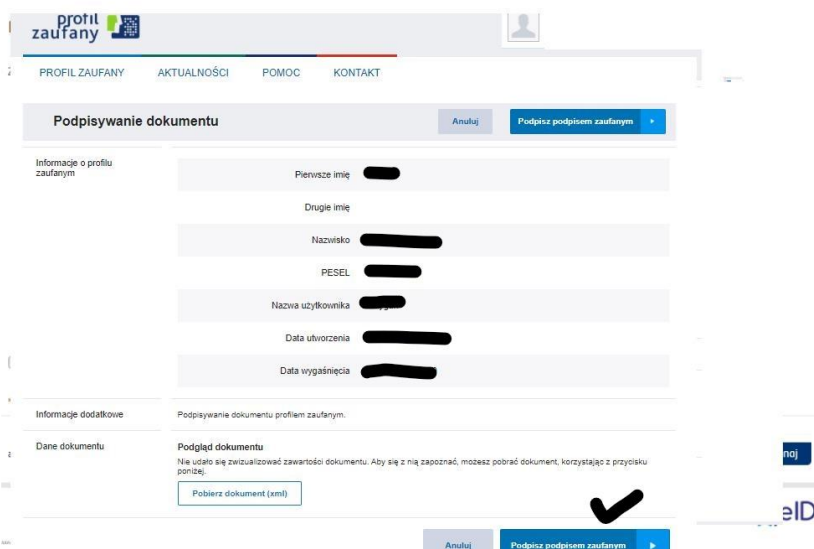 profil
zaufany
PROFIL ZAUFANY AKTUALNOŚCI POMOC KONTAKT
Podpisywanie dokumentu Anuluj Podpisz podpisem zaufanym
Informacje o profilu
zaufanym
Pierwsze imię
Drugie imię
Nazwisko
PESEL
Nazwa użytkownika
Data utworzenia
Data wygaśnięcia
Informacje dodatkowe Podpisywanie dokumentu profilem zaufanym.
Dane dokumentu Podgląd dokumentu
Nie udało się zwizualizować zawartości dokumentu. Aby się z nią zapoznać, możesz pobrać dokument, korzystając z przycisku
poniżej.
Pobierz dokument (xml)
Anuluj Podpisz podpisem zaufanym
noj
eID